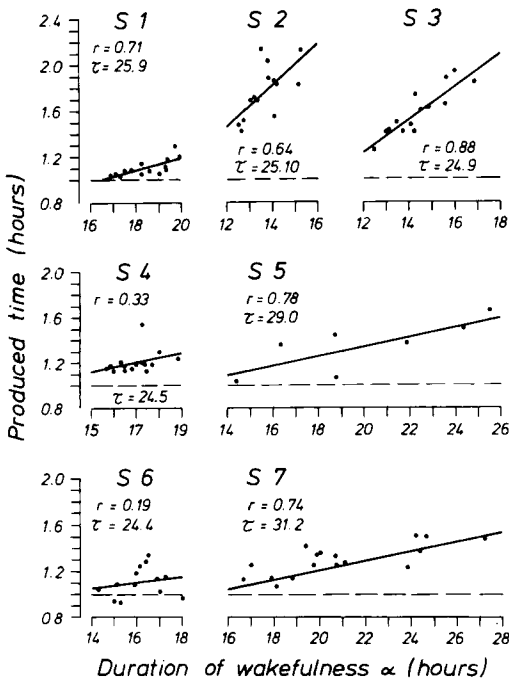 S 1
S 2
S 3
r = 0.71
τ = 25.9
r = 0.64
τ = 25.10
r = 0.88
τ = 24.9
2.4
2.0
1.6
1.2
0.8
16 18 20
12 14 16
12 14 16 18
S 4
S 5
r = 0.33
τ = 24.5
r = 0.78
τ = 29.0
2.0
1.6
1.2
0.8
15 17 19
14 16 18 20 22 24 26
S 6
S 7
r = 0.19
τ = 24.4
r = 0.74
τ = 31.2
2.0
1.6
1.2
0.8
14 16 18
16 18 20 22 24 26 28
Produced time (hours)
Duration of wakefulness α (hours)